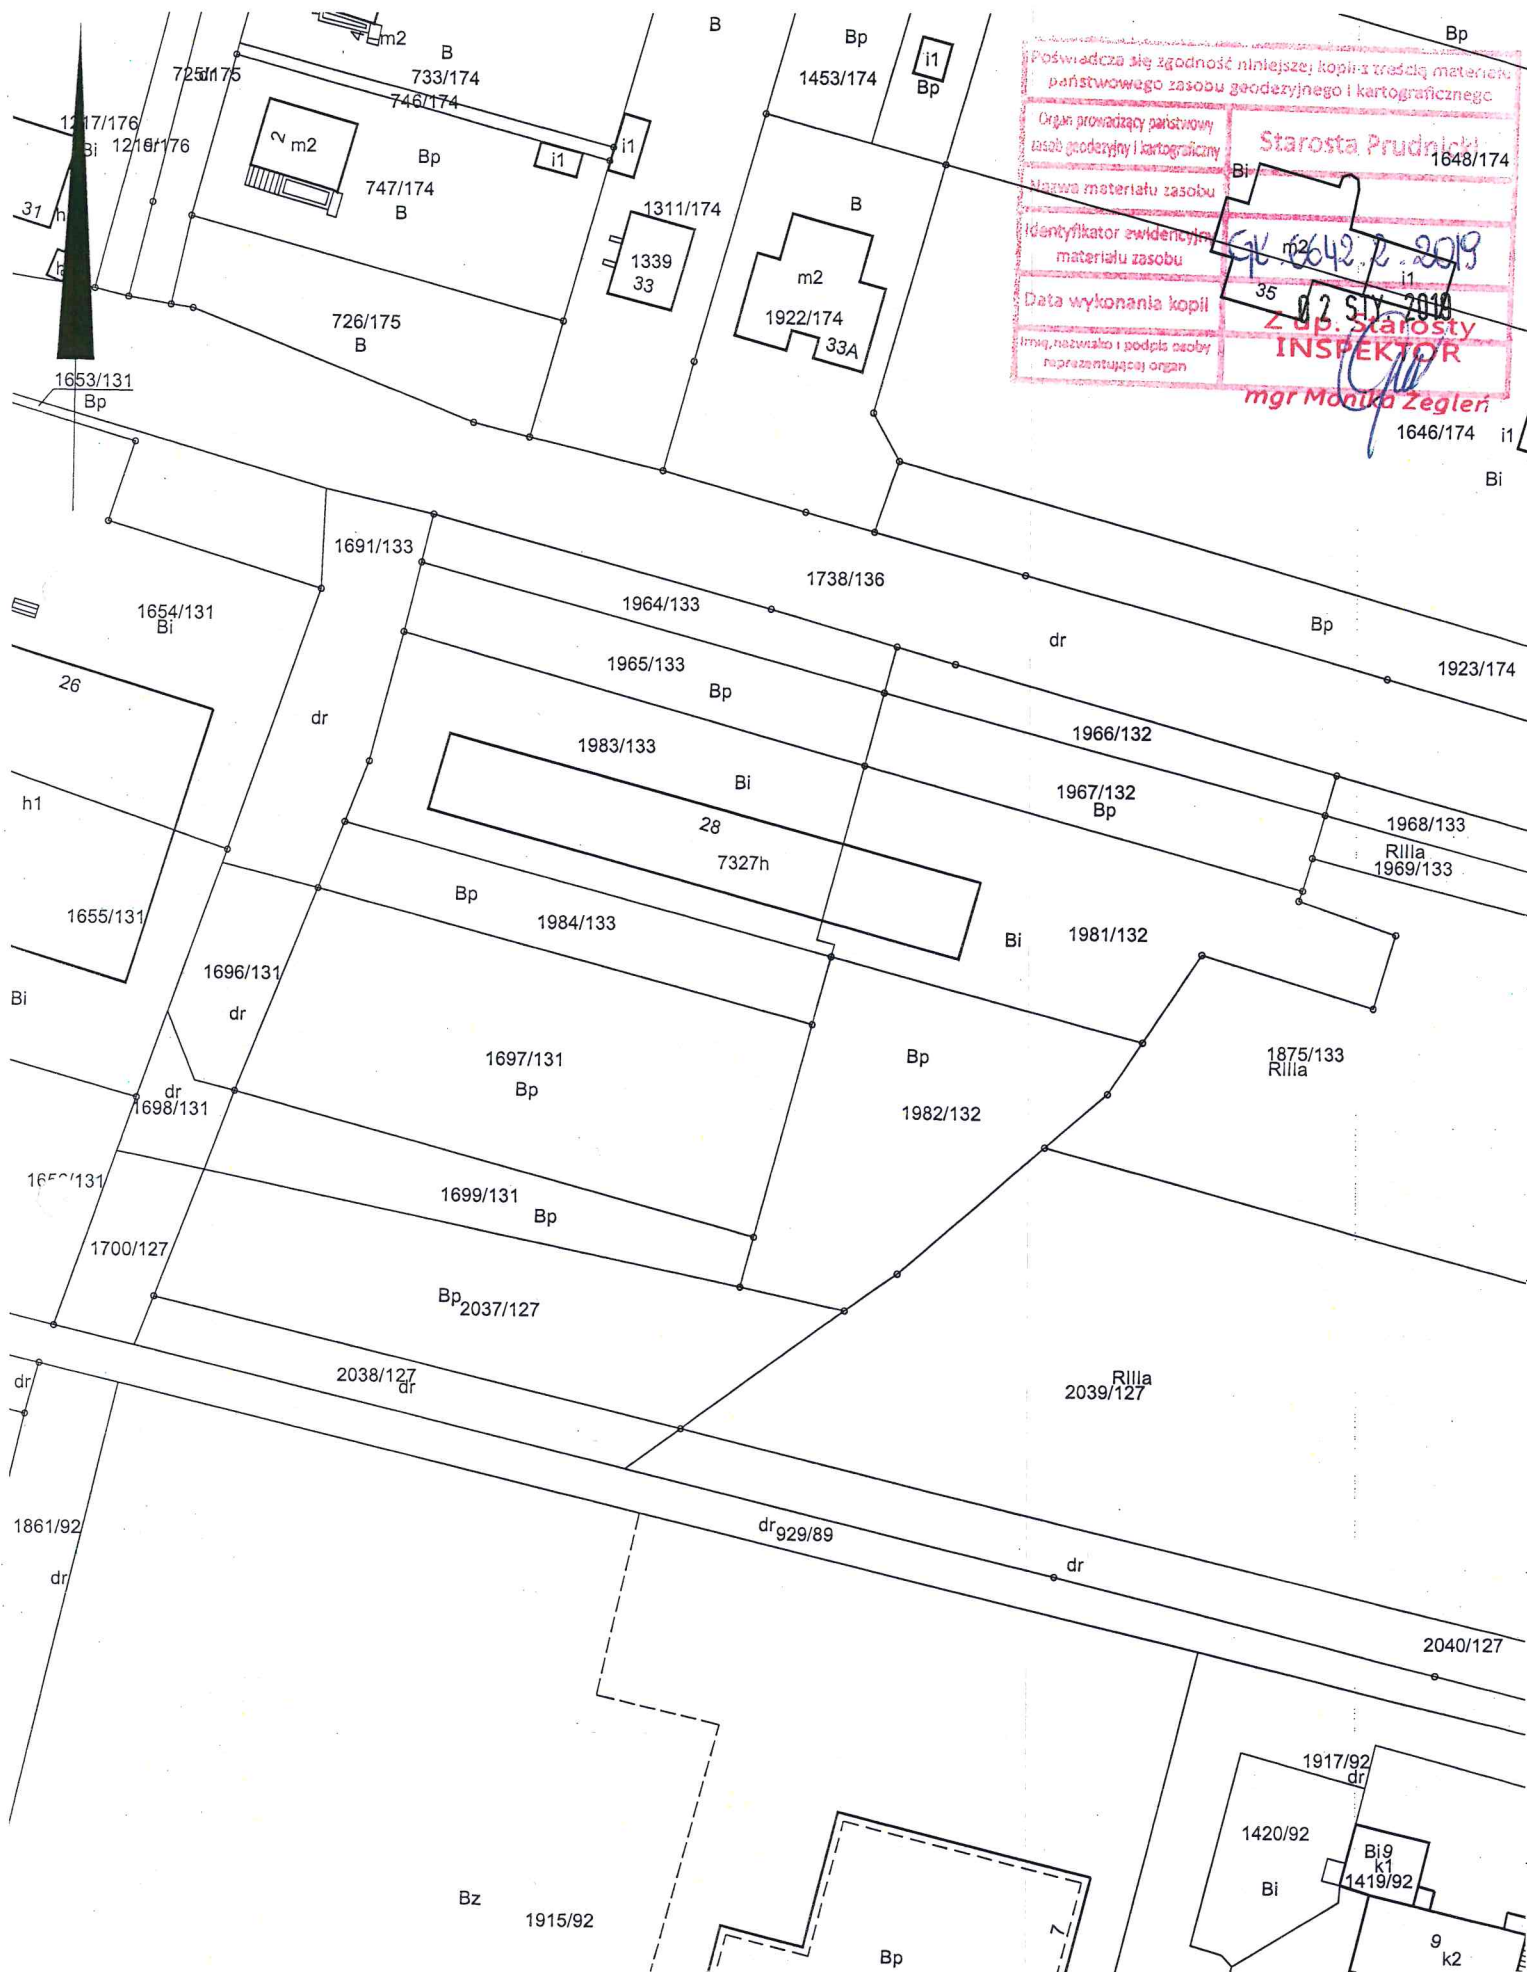 m2
B
B
Bp
Bp
725/175
dr
733/174
746/174
1453/174
i1
Bp
Poświadcza się zgodność niniejszej kopii z treścią materiału
państwowego zasobu geodezyjnego i kartograficznego
Organ prowadzący państwowy
zasób geodezyjny i kartograficzny
Starosta Prudnicki
Nazwa materiału zasobu
Identyfikator ewidencyjny
materiału zasobu
GK.6642.2.2019
Data wykonania kopii
02 STY. 2019
Imię, nazwisko i podpis osoby
reprezentującej organ
Z up. Starosty
INSPEKTOR
mgr Monika Żegleń
1217/176
Bi
1219/176
2
m2
Bp
i1
i1
747/174
B
31
h
1311/174
B
Bi
1648/174
1339
33
m2
m2
i1
35
1922/174
33A
726/175
B
1653/131
Bp
1646/174
i1
Bi
1691/133
1738/136
1654/131
Bi
1964/133
dr
Bp
1965/133
Bp
1923/174
26
dr
1966/132
1983/133
Bi
1967/132
Bp
h1
28
1968/133
7327h
RIIIa
1969/133
Bp
1655/131
1984/133
Bi
1981/132
1696/131
dr
Bi
1697/131
Bp
Bp
1875/133
RIIIa
dr
1698/131
1982/132
1699/131
Bp
1700/127
Bp
2037/127
2038/127
dr
dr
RIIIa
2039/127
1861/92
dr
dr
929/89
dr
2040/127
1917/92
dr
1420/92
Bi9
k1
1419/92
Bi
Bz
1915/92
7
Bp
9
k2